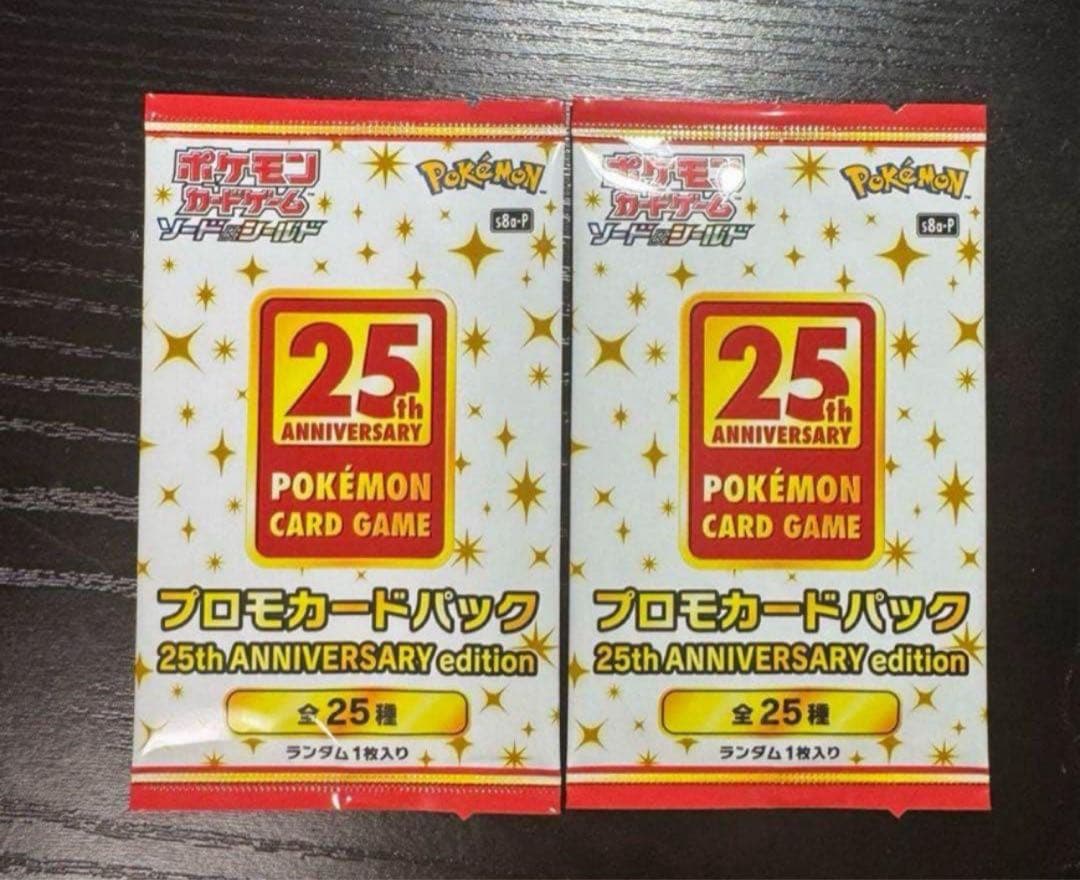 ポケモン
カードゲーム
ソード&シールド
Pokémon
s8a-P
25th
ANNIVERSARY
POKÉMON
CARD GAME
プロモカードパック
25th ANNIVERSARY edition
全25種
ランダム1枚入り
ポケモン
カードゲーム
ソード&シールド
Pokémon
s8a-P
25th
ANNIVERSARY
POKÉMON
CARD GAME
プロモカードパック
25th ANNIVERSARY edition
全25種
ランダム1枚入り